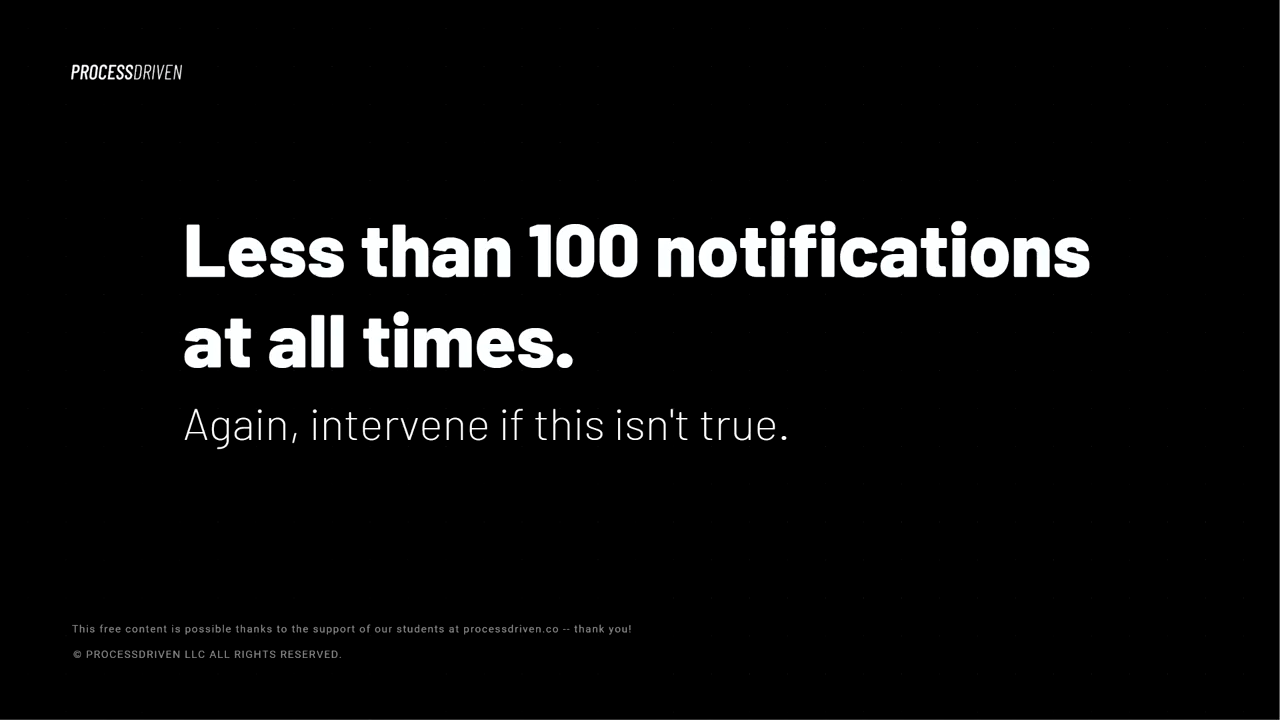 PROCESSDRIVEN
Less than 100 notifications
at all times.
Again, intervene if this isn't true.
This free content is possible thanks to the support of our students at processdriven.co -- thank you!
© PROCESSDRIVEN LLC ALL RIGHTS RESERVED.